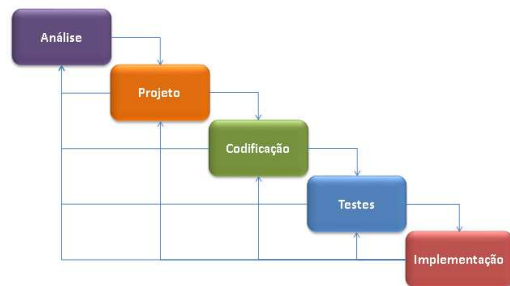 Análise
Projeto
Codificação
Testes
Implementação